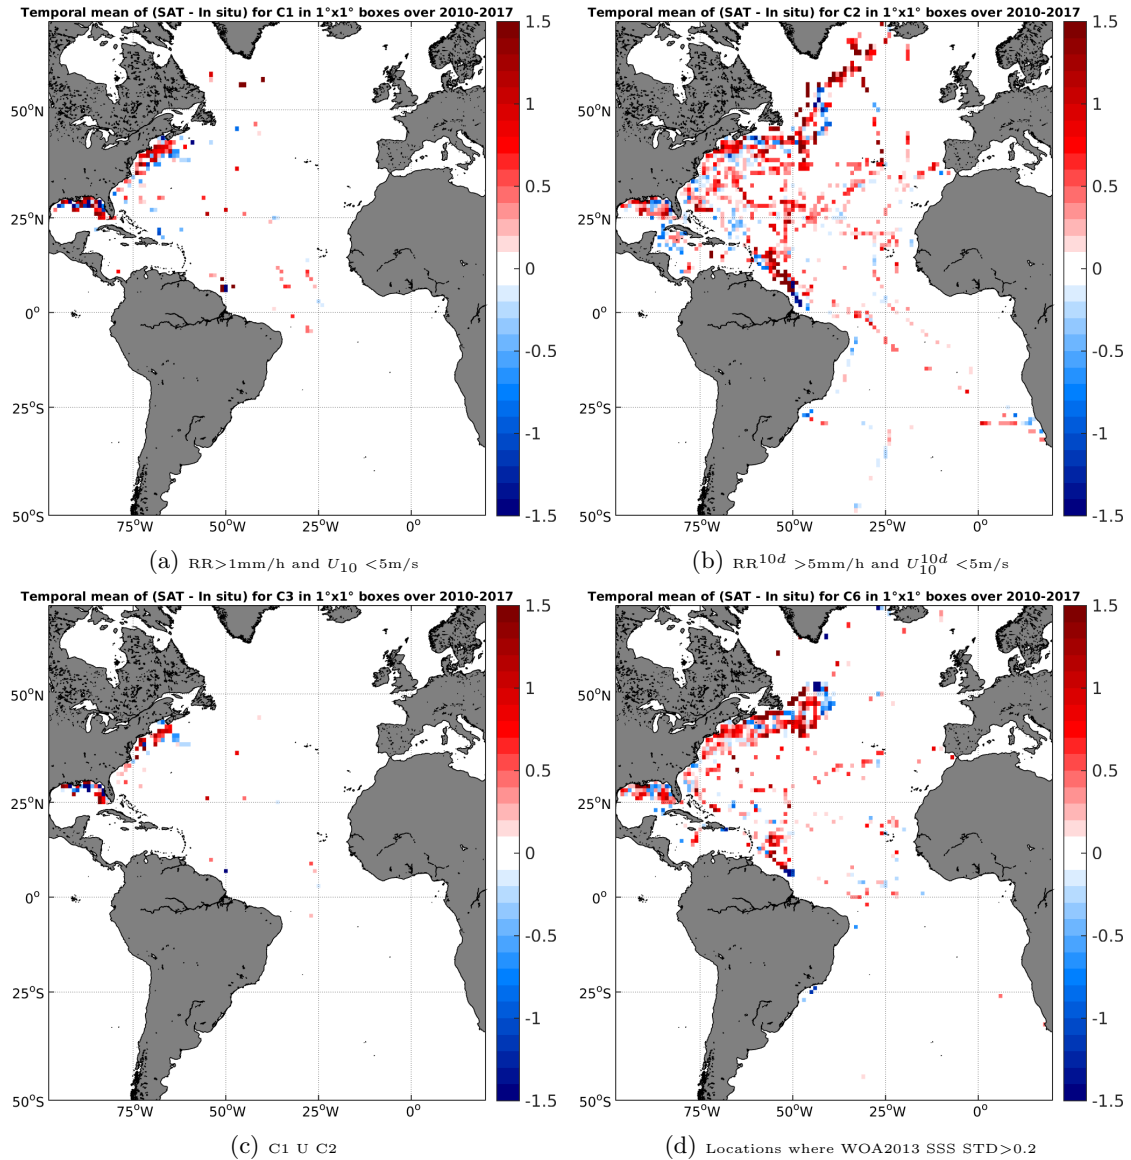 Temporal mean of (SAT - In situ) for C1 in 1°x1° boxes over 2010-2017
50°N
25°N
0°
25°S
50°S
75°W 50°W 25°W 0°
1.5
1
0.5
0
-0.5
-1
-1.5
(a) RR>1mm/h and U10 <5m/s
Temporal mean of (SAT - In situ) for C2 in 1°x1° boxes over 2010-2017
50°N
25°N
0°
25°S
50°S
75°W 50°W 25°W 0°
1.5
1
0.5
0
-0.5
-1
-1.5
(b) RR^10d >5mm/h and U10^10d <5m/s
Temporal mean of (SAT - In situ) for C3 in 1°x1° boxes over 2010-2017
50°N
25°N
0°
25°S
50°S
75°W 50°W 25°W 0°
1.5
1
0.5
0
-0.5
-1
-1.5
(c) C1 U C2
Temporal mean of (SAT - In situ) for C6 in 1°x1° boxes over 2010-2017
50°N
25°N
0°
25°S
50°S
75°W 50°W 25°W 0°
1.5
1
0.5
0
-0.5
-1
-1.5
(d) Locations where WOA2013 SSS STD>0.2